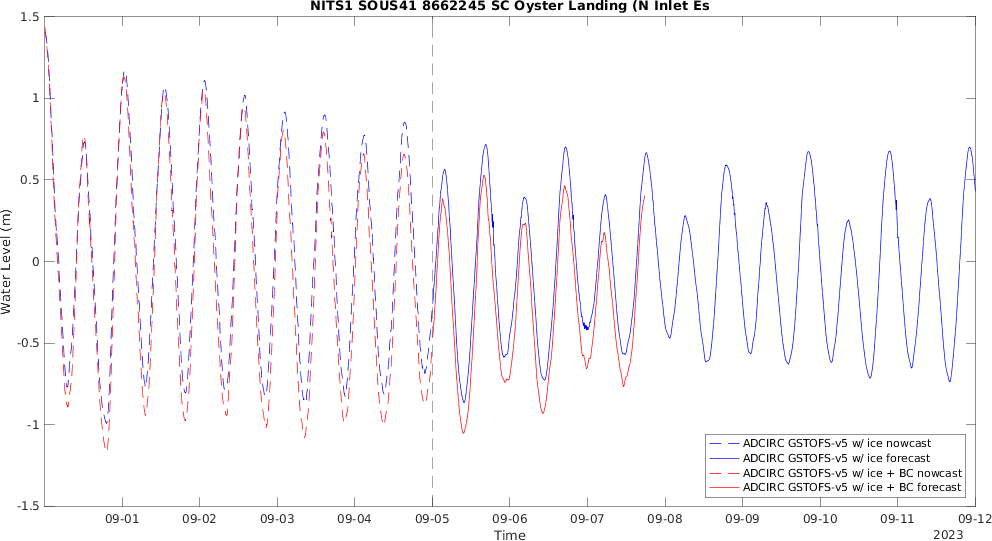 NITS1 SOUS41 8662245 SC Oyster Landing (N Inlet Es
1.5
1
0.5
0
-0.5
-1
-1.5
Water Level (m)
09-01 09-02 09-03 09-04 09-05 09-06 09-07 09-08 09-09 09-10 09-11 09-12
Time
2023
ADCIRC GSTOFS-v5 w/ ice nowcast
ADCIRC GSTOFS-v5 w/ ice forecast
ADCIRC GSTOFS-v5 w/ ice + BC nowcast
ADCIRC GSTOFS-v5 w/ ice + BC forecast